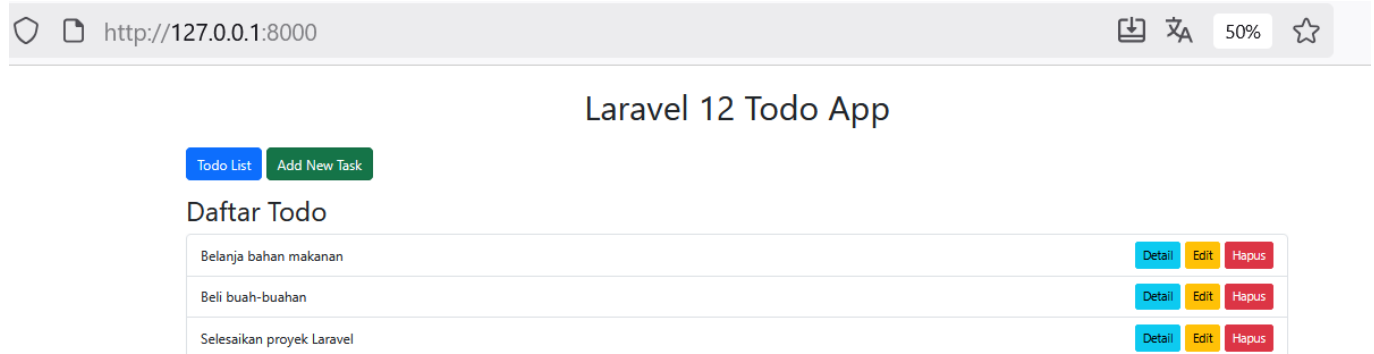 http://127.0.0.1:8000 50%
Laravel 12 Todo App
Todo List Add New Task
Daftar Todo
Belanja bahan makanan Detail Edit Hapus
Beli buah-buahan Detail Edit Hapus
Selesaikan proyek Laravel Detail Edit Hapus